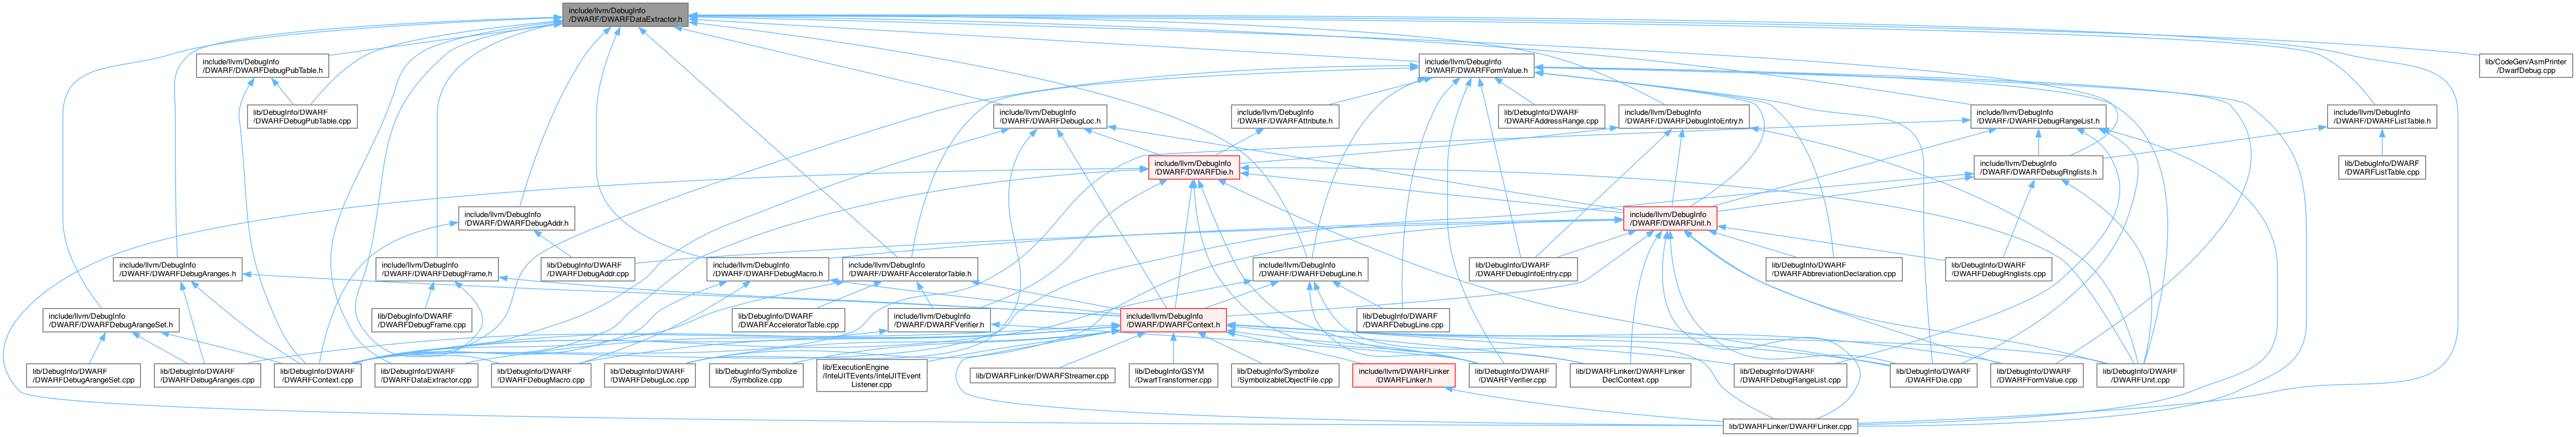 include/llvm/DebugInfo
/DWARF/DWARFDataExtractor.h
include/llvm/DebugInfo
/DWARF/DWARFDebugPubTable.h
include/llvm/DebugInfo
/DWARF/DWARFFormValue.h
lib/CodeGen/AsmPrinter
/DwarfDebug.cpp
lib/DebugInfo/DWARF
/DWARFDebugPubTable.cpp
include/llvm/DebugInfo
/DWARF/DWARFDebugLoc.h
include/llvm/DebugInfo
/DWARF/DWARFAttribute.h
lib/DebugInfo/DWARF
/DWARFAddressRange.cpp
include/llvm/DebugInfo
/DWARF/DWARFDebugInfoEntry.h
include/llvm/DebugInfo
/DWARF/DWARFDebugRangeList.h
include/llvm/DebugInfo
/DWARF/DWARFListTable.h
include/llvm/DebugInfo
/DWARF/DWARFDie.h
include/llvm/DebugInfo
/DWARF/DWARFDebugRnglists.h
lib/DebugInfo/DWARF
/DWARFListTable.cpp
include/llvm/DebugInfo
/DWARF/DWARFDebugAddr.h
include/llvm/DebugInfo
/DWARF/DWARFUnit.h
include/llvm/DebugInfo
/DWARF/DWARFDebugAranges.h
include/llvm/DebugInfo
/DWARF/DWARFDebugFrame.h
lib/DebugInfo/DWARF
/DWARFDebugAddr.cpp
include/llvm/DebugInfo
/DWARF/DWARFDebugMacro.h
include/llvm/DebugInfo
/DWARF/DWARFAcceleratorTable.h
include/llvm/DebugInfo
/DWARF/DWARFDebugLine.h
lib/DebugInfo/DWARF
/DWARFDebugInfoEntry.cpp
lib/DebugInfo/DWARF
/DWARFAbbreviationDeclaration.cpp
lib/DebugInfo/DWARF
/DWARFDebugRnglists.cpp
include/llvm/DebugInfo
/DWARF/DWARFDebugArangeSet.h
lib/DebugInfo/DWARF
/DWARFDebugFrame.cpp
lib/DebugInfo/DWARF
/DWARFAcceleratorTable.cpp
include/llvm/DebugInfo
/DWARF/DWARFVerifier.h
include/llvm/DebugInfo
/DWARF/DWARFContext.h
lib/DebugInfo/DWARF
/DWARFDebugLine.cpp
lib/DebugInfo/DWARF
/DWARFDebugArangeSet.cpp
lib/DebugInfo/DWARF
/DWARFDebugAranges.cpp
lib/DebugInfo/DWARF
/DWARFContext.cpp
lib/DebugInfo/DWARF
/DWARFDataExtractor.cpp
lib/DebugInfo/DWARF
/DWARFDebugMacro.cpp
lib/DebugInfo/DWARF
/DWARFDebugLoc.cpp
lib/DebugInfo/Symbolize
/Symbolize.cpp
lib/ExecutionEngine
/IntelJITEvents/IntelJITEvent
Listener.cpp
lib/DWARFLinker/DWARFStreamer.cpp
lib/DebugInfo/GSYM
/DwarfTransformer.cpp
lib/DebugInfo/Symbolize
/SymbolizableObjectFile.cpp
include/llvm/DWARFLinker
/DWARFLinker.h
lib/DebugInfo/DWARF
/DWARFVerifier.cpp
lib/DWARFLinker/DWARFLinker
DeclContext.cpp
lib/DebugInfo/DWARF
/DWARFDebugRangeList.cpp
lib/DebugInfo/DWARF
/DWARFDie.cpp
lib/DebugInfo/DWARF
/DWARFFormValue.cpp
lib/DebugInfo/DWARF
/DWARFUnit.cpp
lib/DWARFLinker/DWARFLinker.cpp